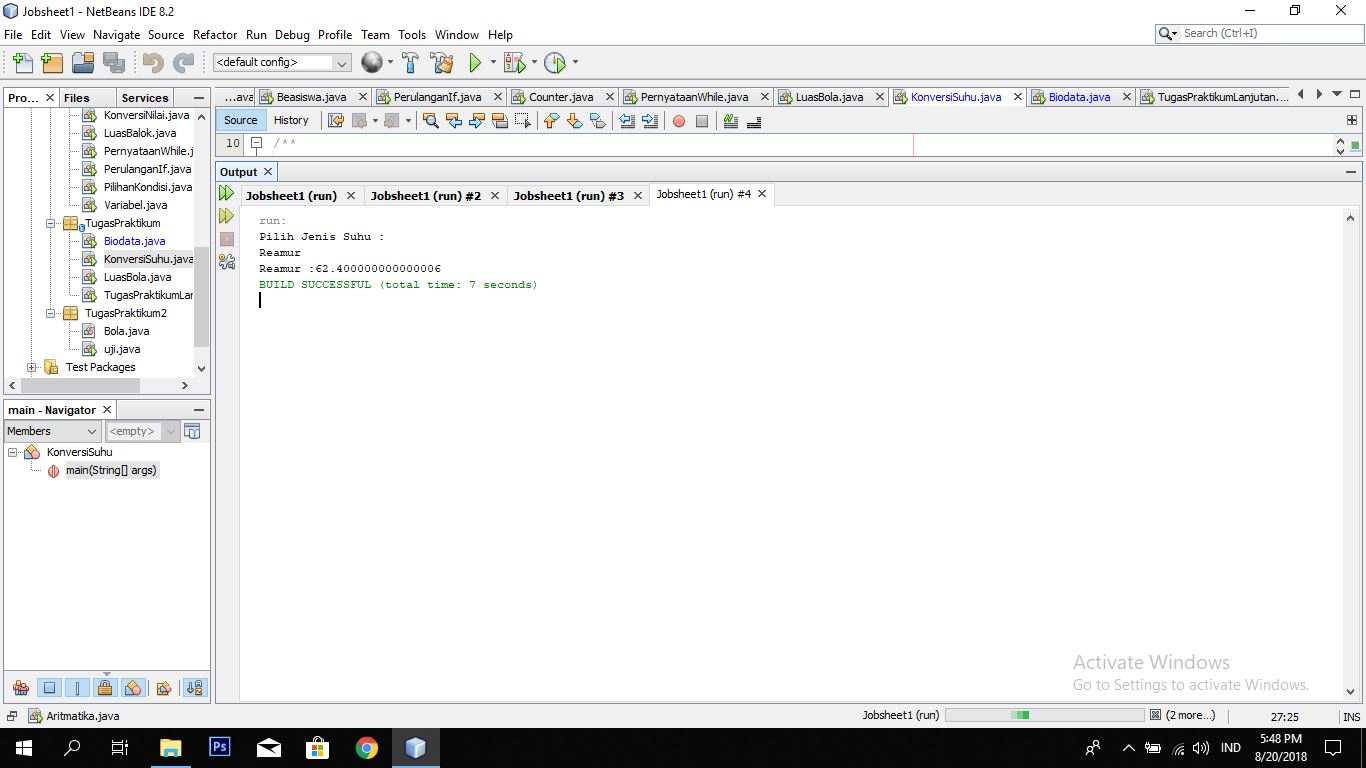 Jobsheet1 - NetBeans IDE 8.2
File Edit View Navigate Source Refactor Run Debug Profile Team Tools Window Help
Search (Ctrl+I)
<default config>
Pro... Files Services
...ava Beasiswa.java PerulanganIf.java Counter.java PernyataanWhile.java LuasBola.java KonversiSuhu.java Biodata.java TugasPraktikumLanjutan....
Source History
10 /**
KonversiNilai.java
LuasBalok.java
PernyataanWhile.j
PerulanganIf.java
PilihanKondisi.java
Variabel.java
TugasPraktikum
Biodata.java
KonversiSuhu.java
LuasBola.java
TugasPraktikumLan
TugasPraktikum2
Bola.java
uji.java
Test Packages
Output
Jobsheet1 (run) Jobsheet1 (run) #2 Jobsheet1 (run) #3 Jobsheet1 (run) #4
run:
Pilih Jenis Suhu :
Reamur
Reamur :62.400000000000006
BUILD SUCCESSFUL (total time: 7 seconds)
main - Navigator
Members <empty>
KonversiSuhu
main(String[] args)
Activate Windows
Go to Settings to activate Windows.
Aritmatika.java
Jobsheet1 (run) (2 more...) 27:25 INS
Ps
IND
5:48 PM
8/20/2018